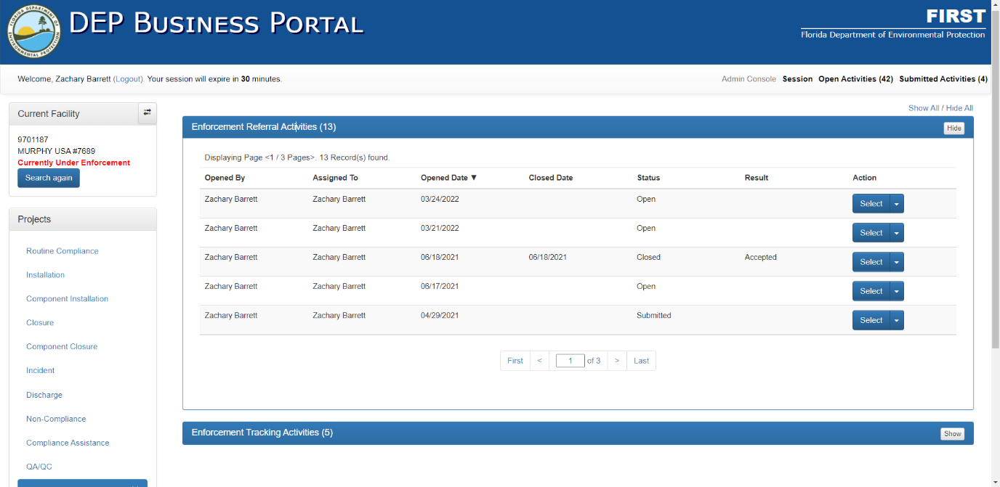 DEP BUSINESS PORTAL
FIRST
Florida Department of Environmental Protection
FLORIDA DEPARTMENT OF ENVIRONMENTAL PROTECTION
Welcome, Zachary Barrett (Logout). Your session will expire in 30 minutes.
Admin Console Session Open Activities (42) Submitted Activities (4)
Current Facility
9701187
MURPHY USA #7689
Currently Under Enforcement
Search again
Projects
Routine Compliance
Installation
Component Installation
Closure
Component Closure
Incident
Discharge
Non-Compliance
Compliance Assistance
QA/QC
Show All / Hide All
Enforcement Referral Activities (13)
Hide
Displaying Page <1 / 3 Pages>. 13 Record(s) found.
Opened By Assigned To Opened Date ▼ Closed Date Status Result Action
Zachary Barrett Zachary Barrett 03/24/2022 Open Select
Zachary Barrett Zachary Barrett 03/21/2022 Open Select
Zachary Barrett Zachary Barrett 06/18/2021 06/18/2021 Closed Accepted Select
Zachary Barrett Zachary Barrett 06/17/2021 Open Select
Zachary Barrett Zachary Barrett 04/29/2021 Submitted Select
First < 1 of 3 > Last
Enforcement Tracking Activities (5)
Show